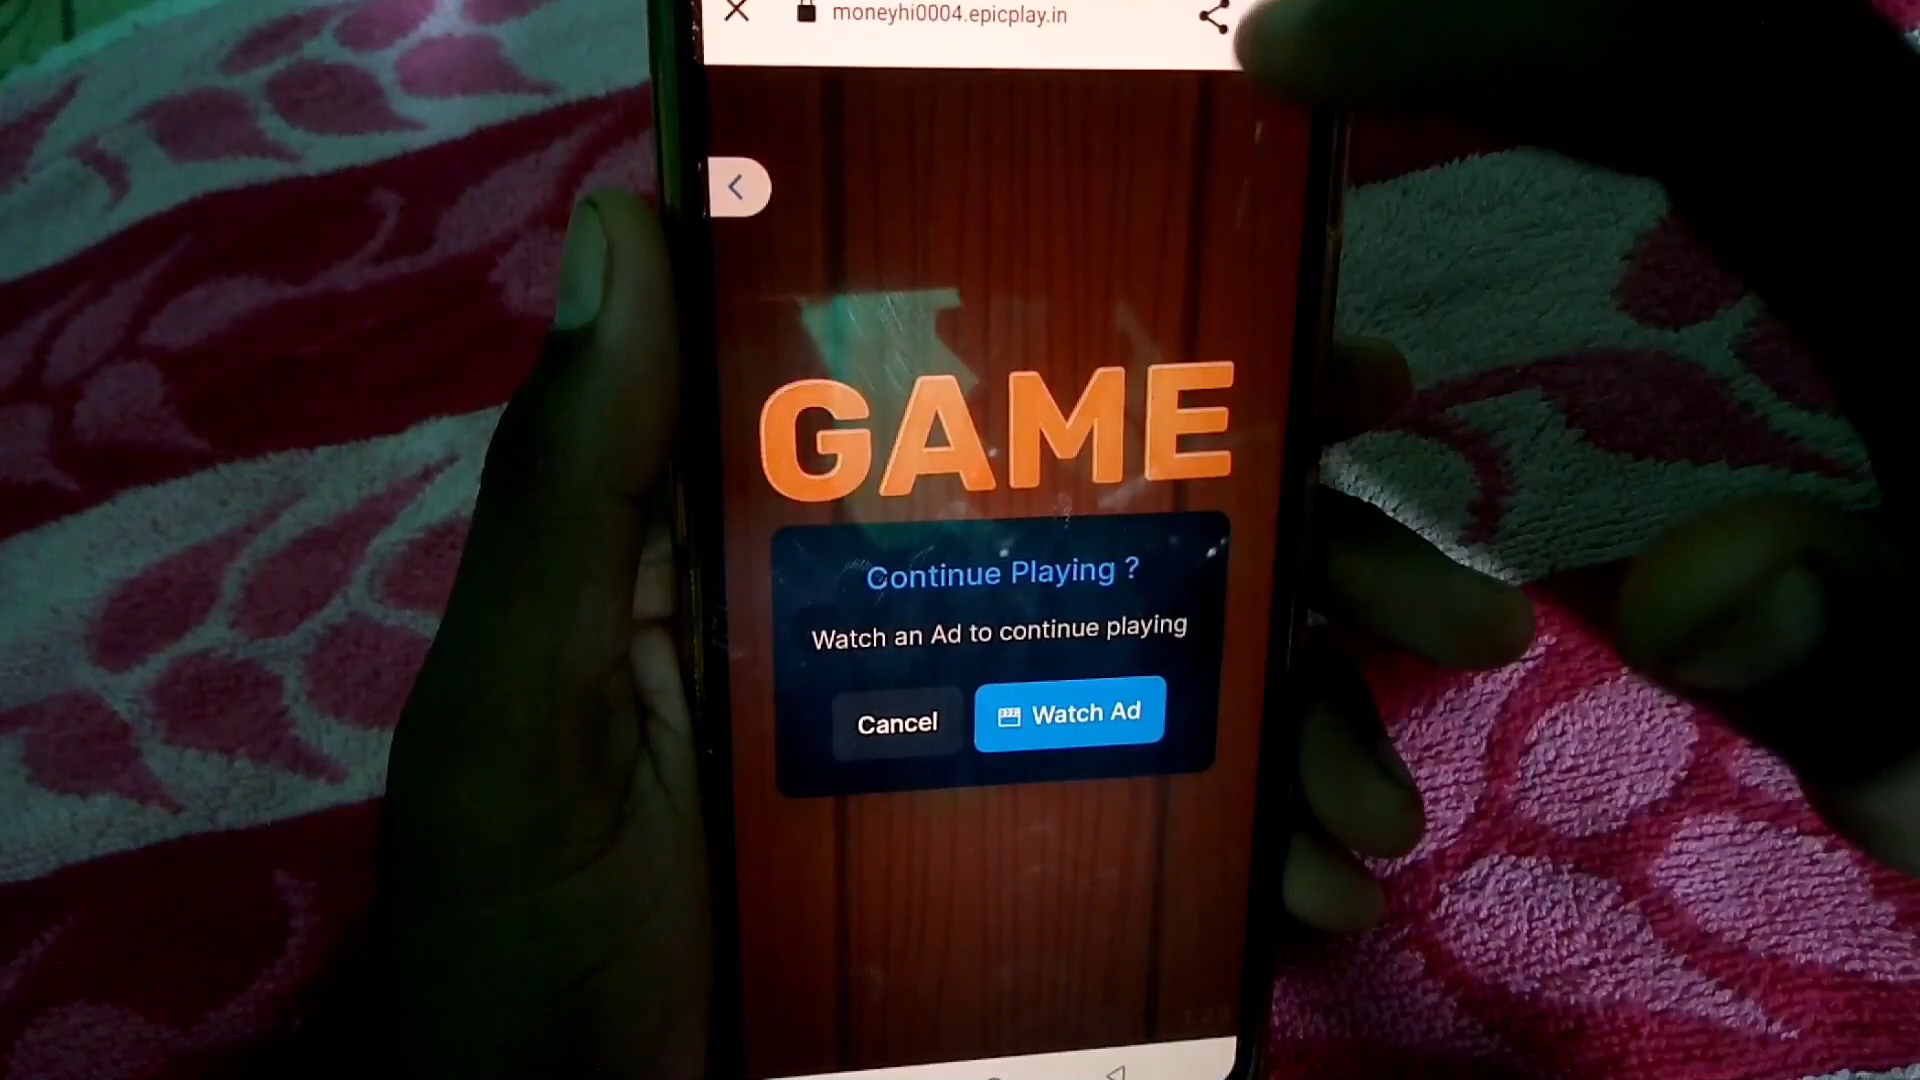 moneyhi0004.epicplay.in
GAME
Continue Playing ?
Watch an Ad to continue playing
Cancel
Watch Ad